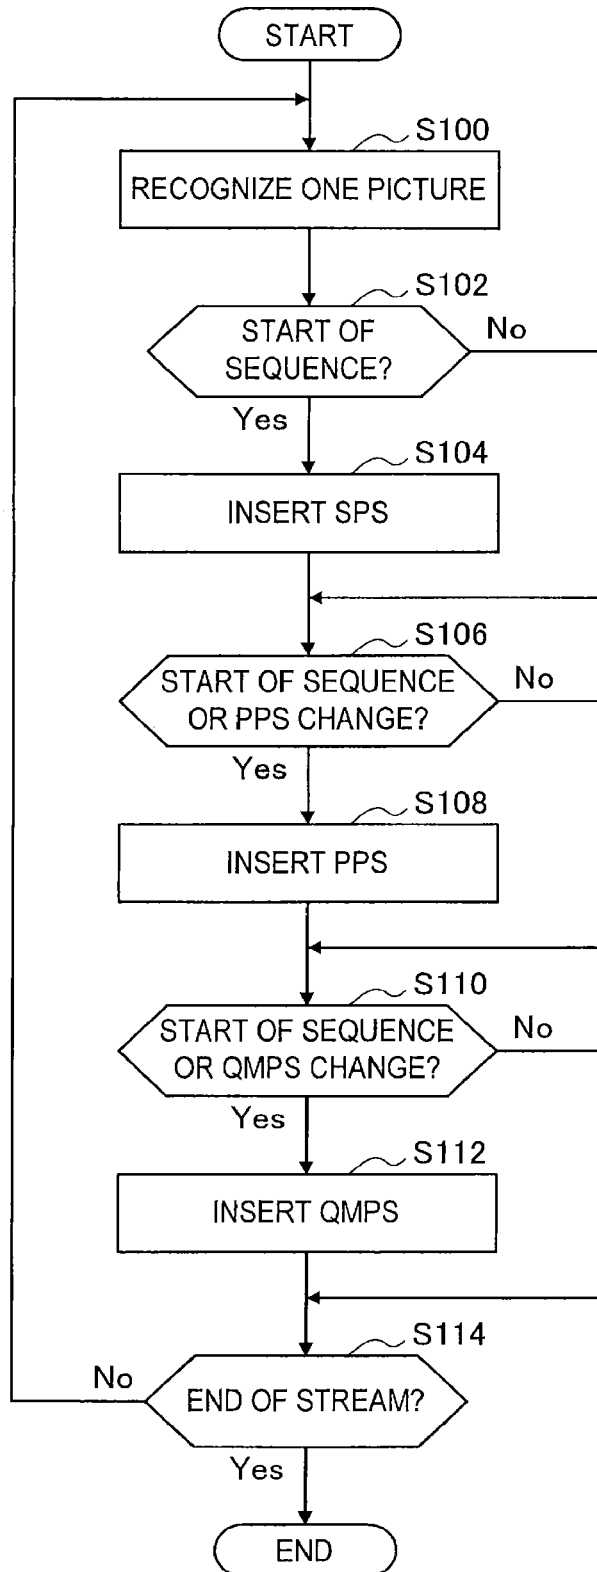 START
S100
RECOGNIZE ONE PICTURE
S102
START OF
SEQUENCE?
No
Yes
S104
INSERT SPS
S106
START OF SEQUENCE
OR PPS CHANGE?
No
Yes
S108
INSERT PPS
S110
START OF SEQUENCE
OR QMPS CHANGE?
No
Yes
S112
INSERT QMPS
S114
No
END OF STREAM?
Yes
END